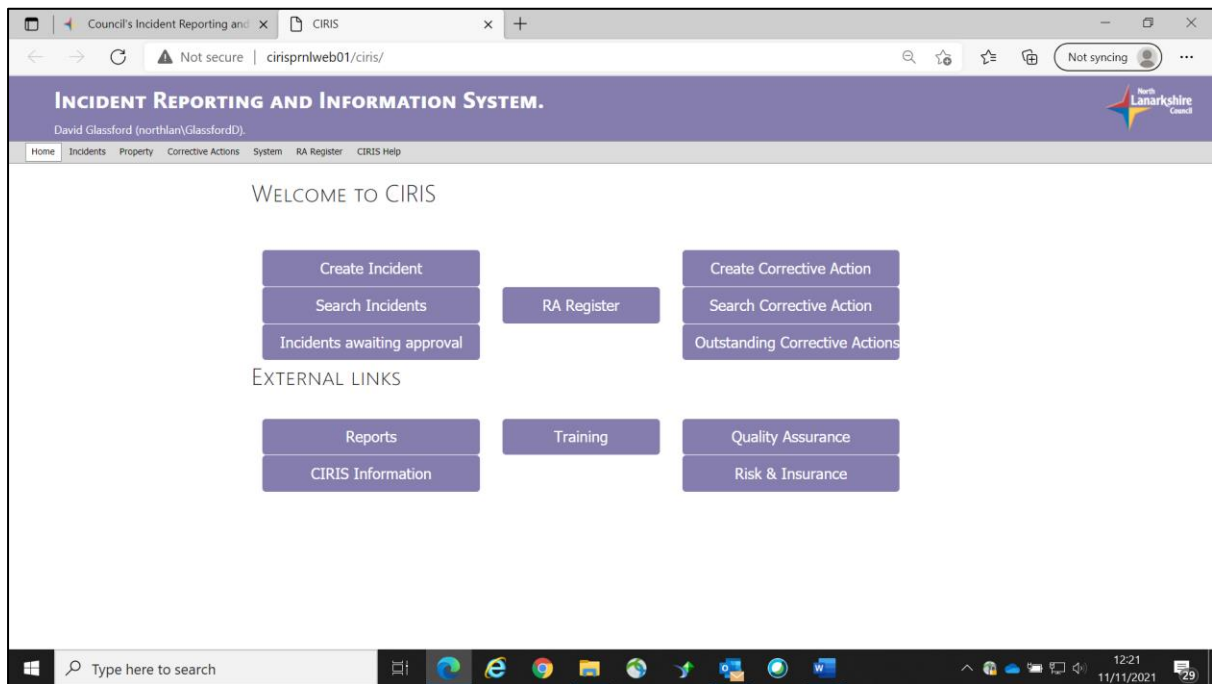 Council's Incident Reporting and
CIRIS
Not secure | cirisprnlweb01/ciris/
Not syncing
INCIDENT REPORTING AND INFORMATION SYSTEM.
North
Lanarkshire
Council
David Glassford (northlan\GlassfordD).
Home Incidents Property Corrective Actions System RA Register CIRIS Help
WELCOME TO CIRIS
Create Incident
Create Corrective Action
Search Incidents
RA Register
Search Corrective Action
Incidents awaiting approval
Outstanding Corrective Actions
EXTERNAL LINKS
Reports
Training
Quality Assurance
CIRIS Information
Risk & Insurance
Type here to search
12:21
11/11/2021
29